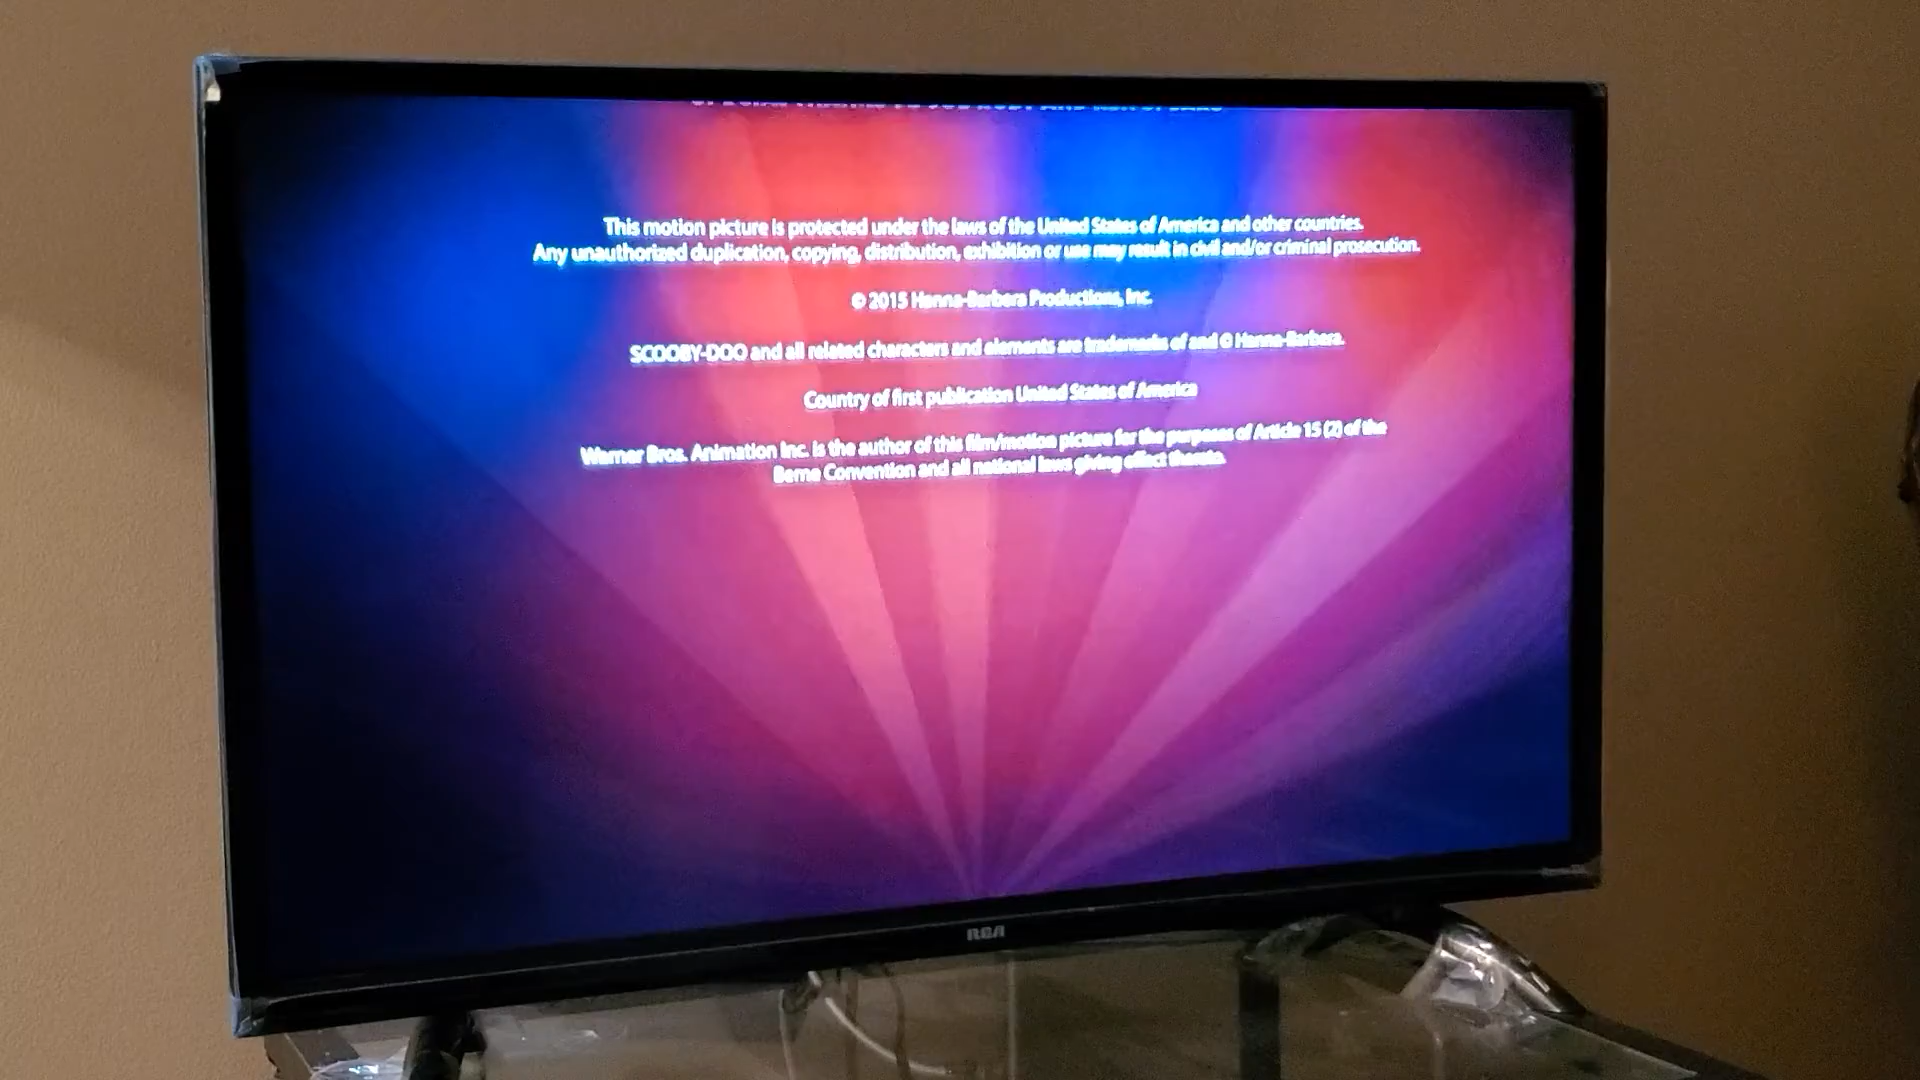 This motion picture is protected under the laws of the United States of America and other countries.
Any unauthorized duplication, copying, distribution, exhibition or use may result in civil and/or criminal prosecution.
© 2015 Hanna-Barbera Productions, Inc.
SCOOBY-DOO and all related characters and elements are trademarks of and © Hanna-Barbera.
Country of first publication United States of America
Warner Bros. Animation Inc. is the author of this film/motion picture for the purposes of Article 15 (2) of the
Berne Convention and all national laws giving effect thereto.
RCA